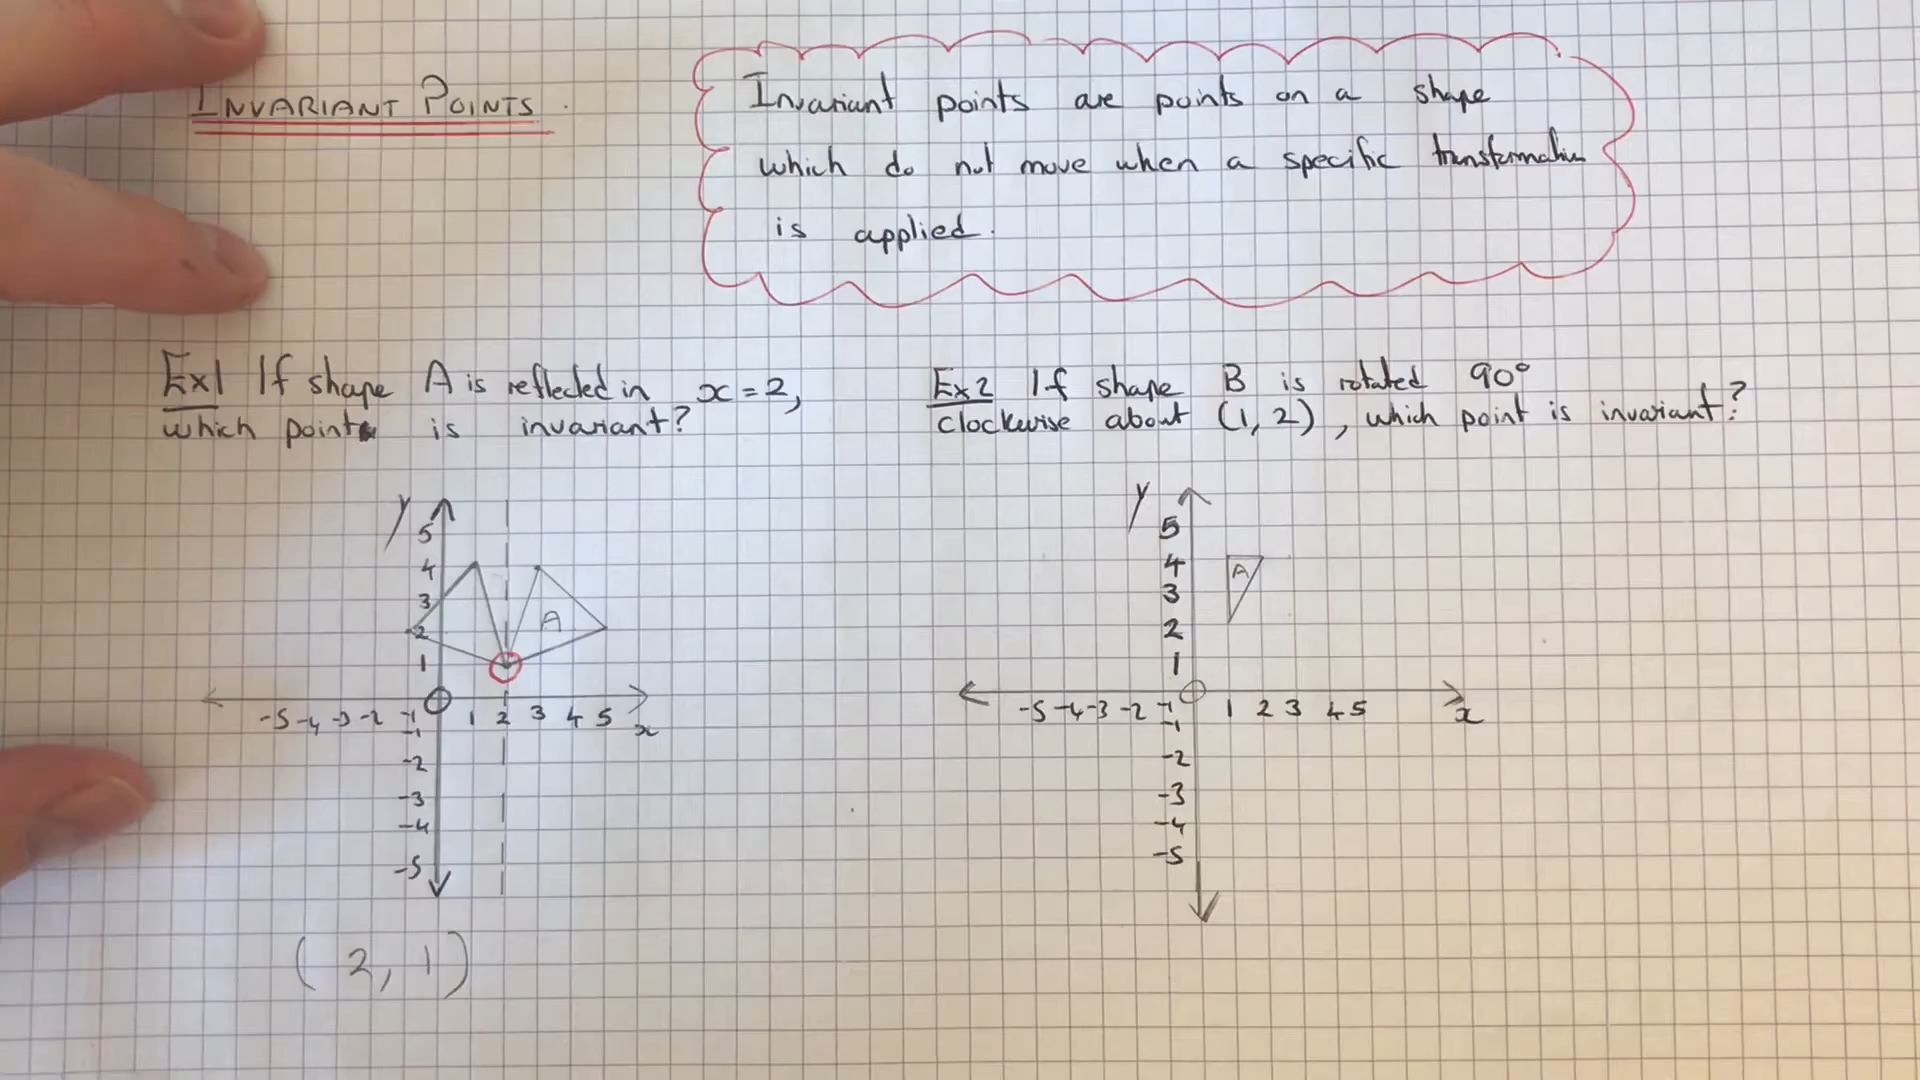 INVARIANT POINTS.
Invariant points are points on a shape
which do not move when a specific transformation
is applied.
Ex1 If shape A is reflected in x=2,
which point is invariant?
Ex2 If shape B is rotated 90°
clockwise about (1, 2), which point is invariant?
y
5
4
3
2
1
A
O
-5 -4 -3 -2 -1 1 2 3 4 5
x
-1
-2
-3
-4
-5
(2, 1)
y
5
4
3
2
1
A
O
-5 -4 -3 -2 -1 1 2 3 4 5
x
-1
-2
-3
-4
-5